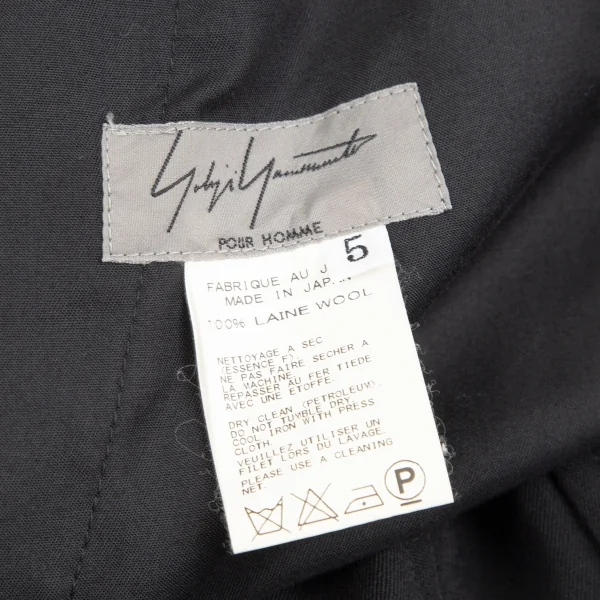 Yohji Yamamoto
POUR HOMME
5
FABRIQUE AU J
MADE IN JAPAN
100% LAINE WOOL
NETTOYAGE A SEC
(ESSENCE F)
NE PAS FAIRE SECHER A
LA MACHINE.
REPASSER AU FER TIEDE
AVEC UNE ETOFFE.
DRY CLEAN (PETROLEUM).
DO NOT TUMBLE DRY.
COOL IRON WITH PRESS
CLOTH.
VEUILLEZ UTILISER UN
FILET LORS DU LAVAGE.
PLEASE USE A CLEANING
NET.
P